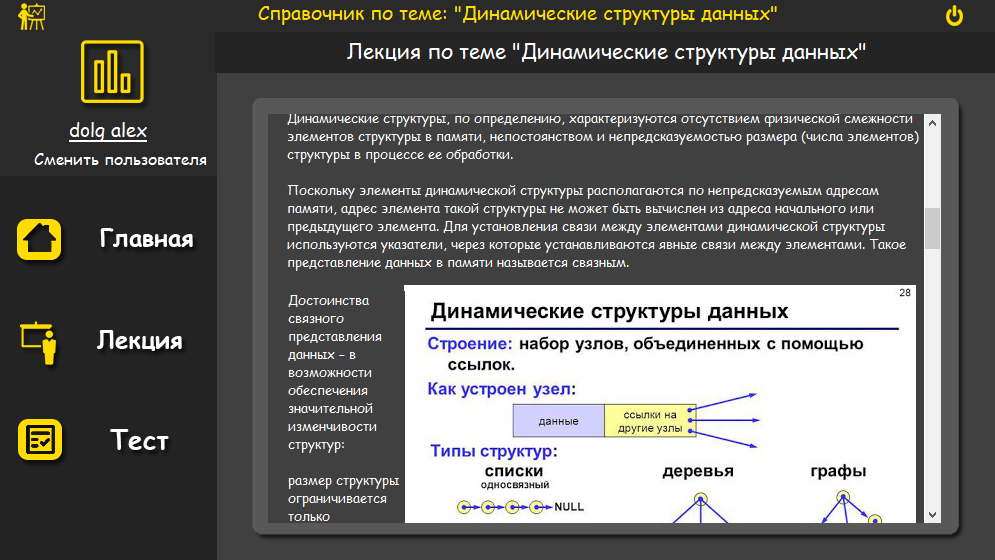 Справочник по теме: "Динамические структуры данных"
Лекция по теме "Динамические структуры данных"
dolg alex
Сменить пользователя
Главная
Лекция
Тест
Динамические структуры, по определению, характеризуются отсутствием физической смежности
элементов структуры в памяти, непостоянством и непредсказуемостью размера (числа элементов)
структуры в процессе ее обработки.
Поскольку элементы динамической структуры располагаются по непредсказуемым адресам
памяти, адрес элемента такой структуры не может быть вычислен из адреса начального или
предыдущего элемента. Для установления связи между элементами динамической структуры
используются указатели, через которые устанавливаются явные связи между элементами. Такое
представление данных в памяти называется связным.
Достоинства
связного
представления
данных – в
возможности
обеспечения
значительной
изменчивости
структур:
размер структуры
ограничивается
только
28
Динамические структуры данных
Строение: набор узлов, объединенных с помощью
ссылок.
Как устроен узел:
данные
ссылки на
другие узлы
Типы структур:
списки
односвязный
NULL
деревья
графы